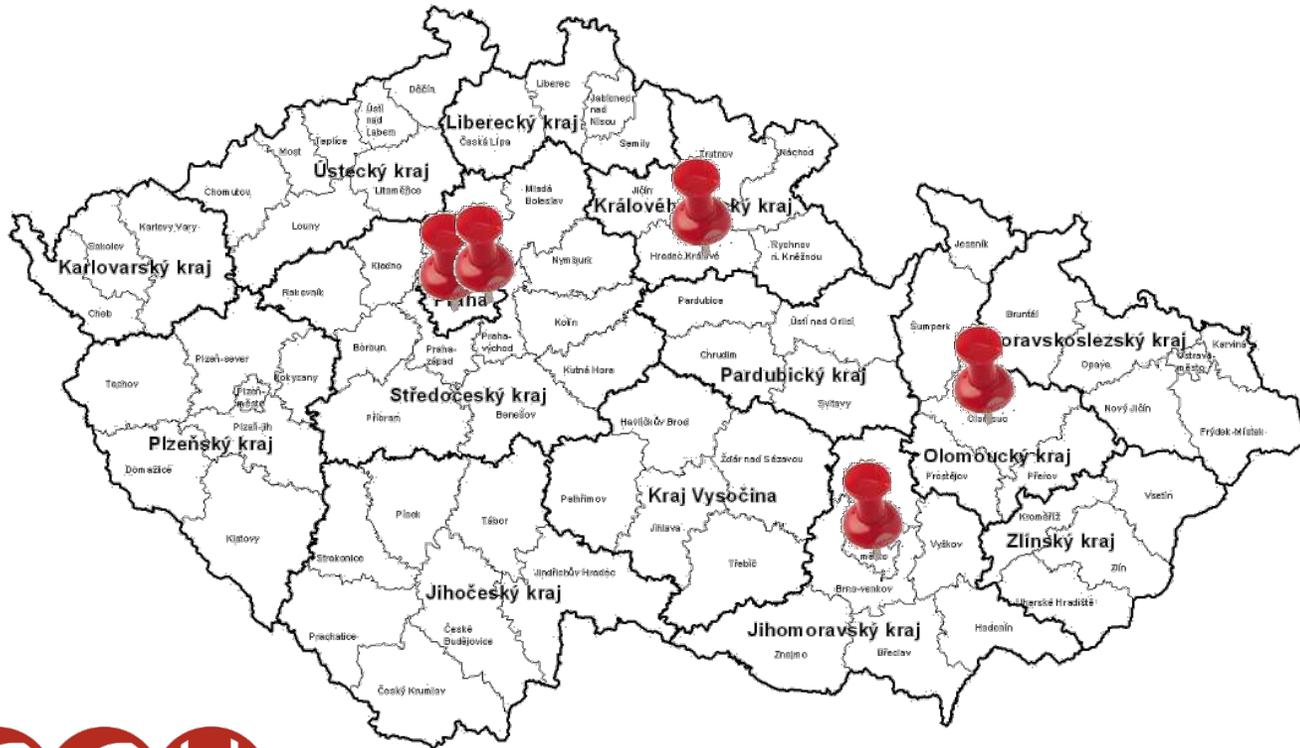 Děčín
Liberec
Ústí
nad
Labem
Jablonec
nad
Nisou
Liberecký kraj
Česká Lípa
Semily
Teplice
Most
Trutnov
Náchod
Ústecký kraj
Chomutov
Litoměřice
Mladá
Boleslav
Jičín
Louny
Karlovy Vary
Sokolov
Karlovarský kraj
Cheb
Kladno
Rakovník
Nymburk
Hradec Králové
Rychnov
n. Kněžnou
Jeseník
Kolín
Pardubice
Ústí nad Orlicí
Šumperk
Bruntál
Karviná
Opava
Ostrava-
město
Beroun
Praha-
západ
Praha-
východ
Kutná Hora
Chrudim
Pardubický kraj
Svitavy
Plzeň-sever
Tachov
Rokycany
Plzeň-
město
Středočeský kraj
Příbram
Benešov
Plzeň-jih
Plzeňský kraj
Domažlice
Havlíčkův Brod
Nový Jičín
Frýdek-Místek
Olomoucký kraj
Prostějov
Přerov
Žďár nad Sázavou
Kraj Vysočina
Pelhřimov
Jihlava
Třebíč
Písek
Tábor
Klatovy
Strakonice
Jindřichův Hradec
Jihočeský kraj
Vsetín
Kroměříž
Zlínský kraj
Zlín
Vyškov
Brno-venkov
Uherské Hradiště
Prachatice
České
Budějovice
Český Krumlov
Jihomoravský kraj
Znojmo
Břeclav
Hodonín